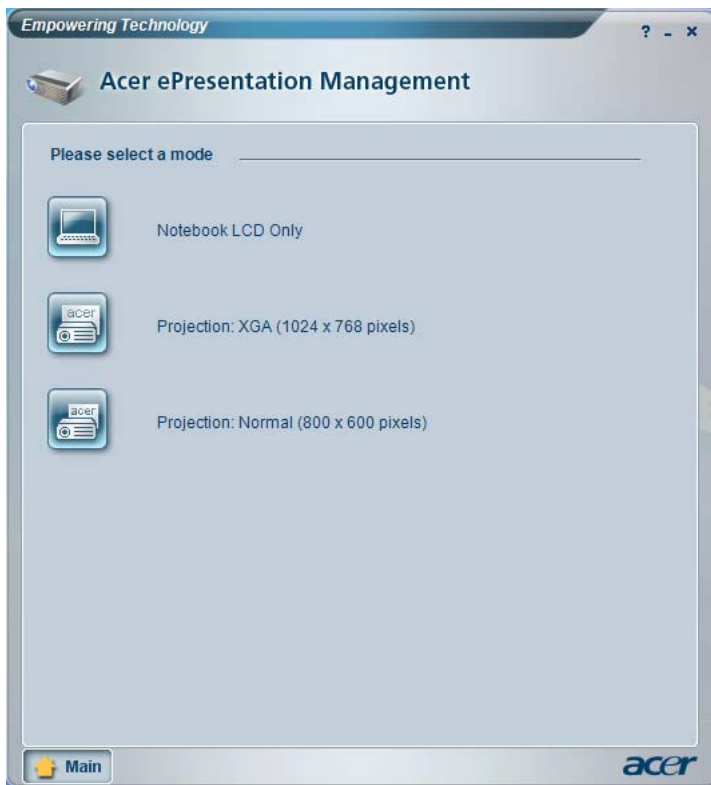 Empowering Technology
? - ×
Acer ePresentation Management
Please select a mode
Notebook LCD Only
acer
Projection: XGA (1024 x 768 pixels)
acer
Projection: Normal (800 x 600 pixels)
Main
acer